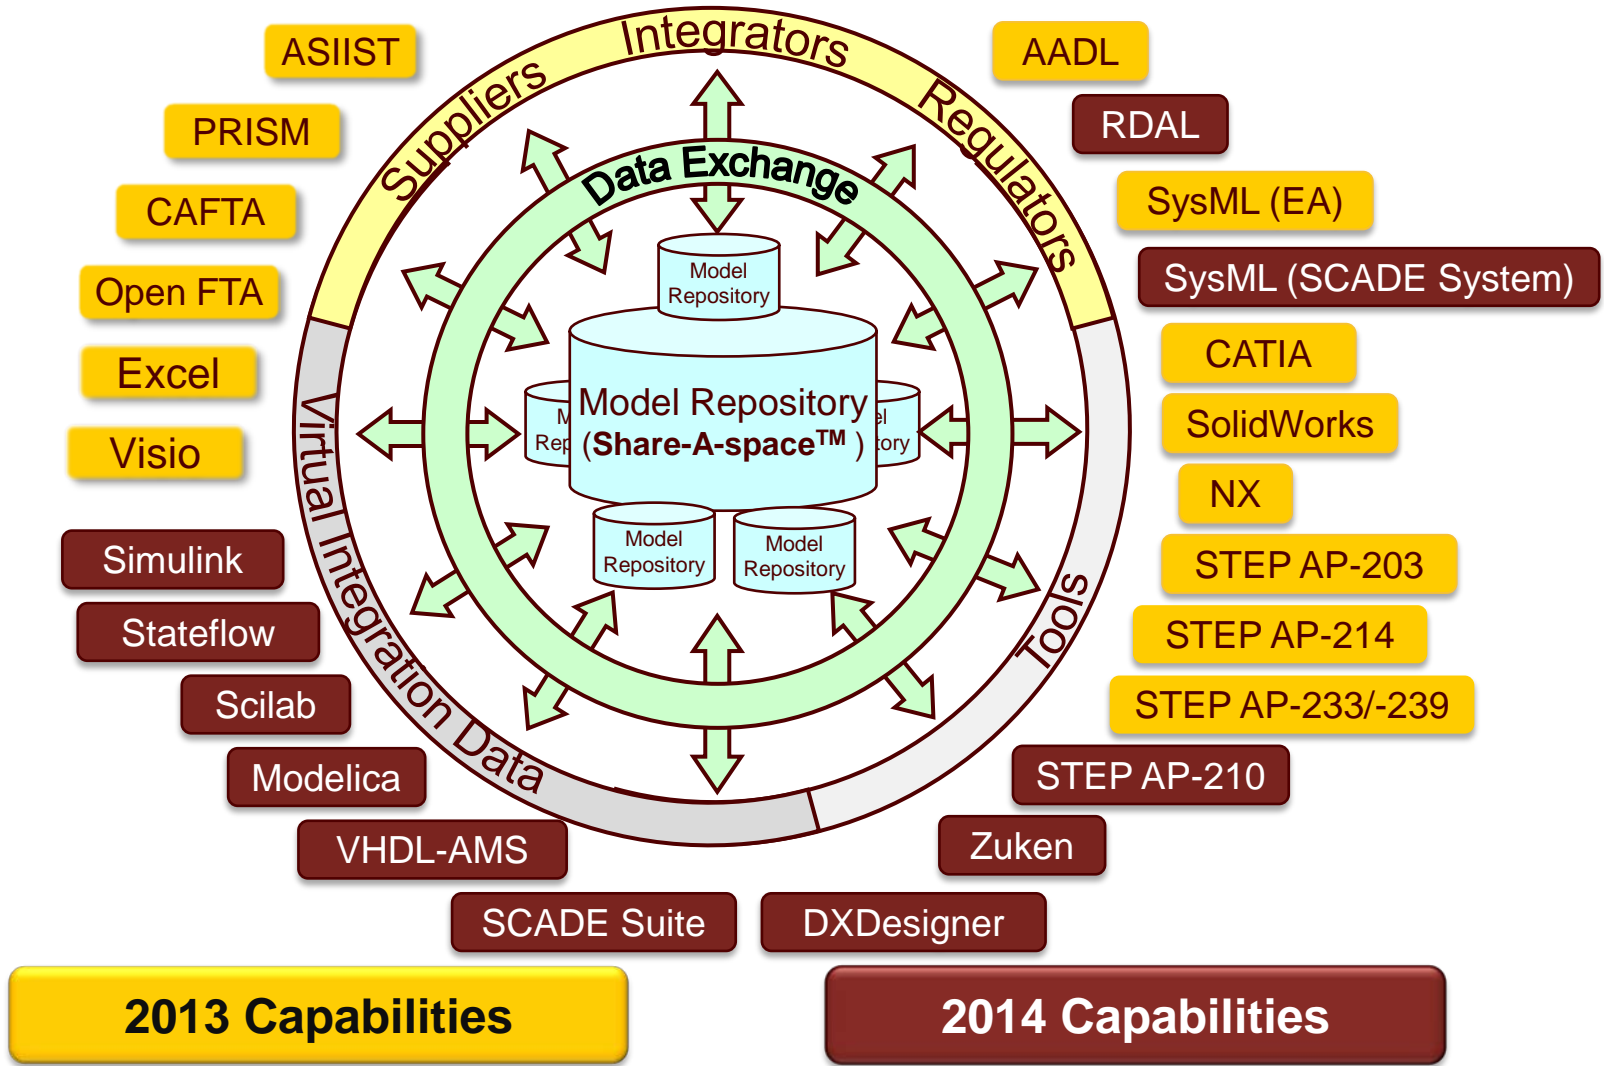 Integrators
Suppliers
Regulators
Data Exchange
Virtual Integration Data
Tools
ASIIST
PRISM
CAFTA
Open FTA
Excel
Visio
Simulink
Stateflow
Scilab
Modelica
VHDL-AMS
SCADE Suite
AADL
RDAL
SysML (EA)
SysML (SCADE System)
CATIA
SolidWorks
NX
STEP AP-203
STEP AP-214
STEP AP-233/-239
STEP AP-210
Zuken
DXDesigner
Model
Repository
Model Repository
(Share-A-space™ )
Model
Repository
Model
Repository
2013 Capabilities
2014 Capabilities